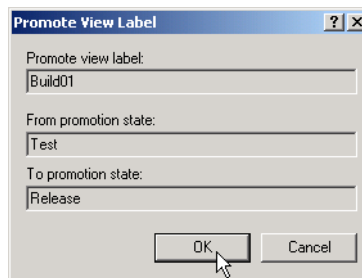 Promote View Label
Promote view label:
Build01
From promotion state:
Test
To promotion state:
Release
OK
Cancel